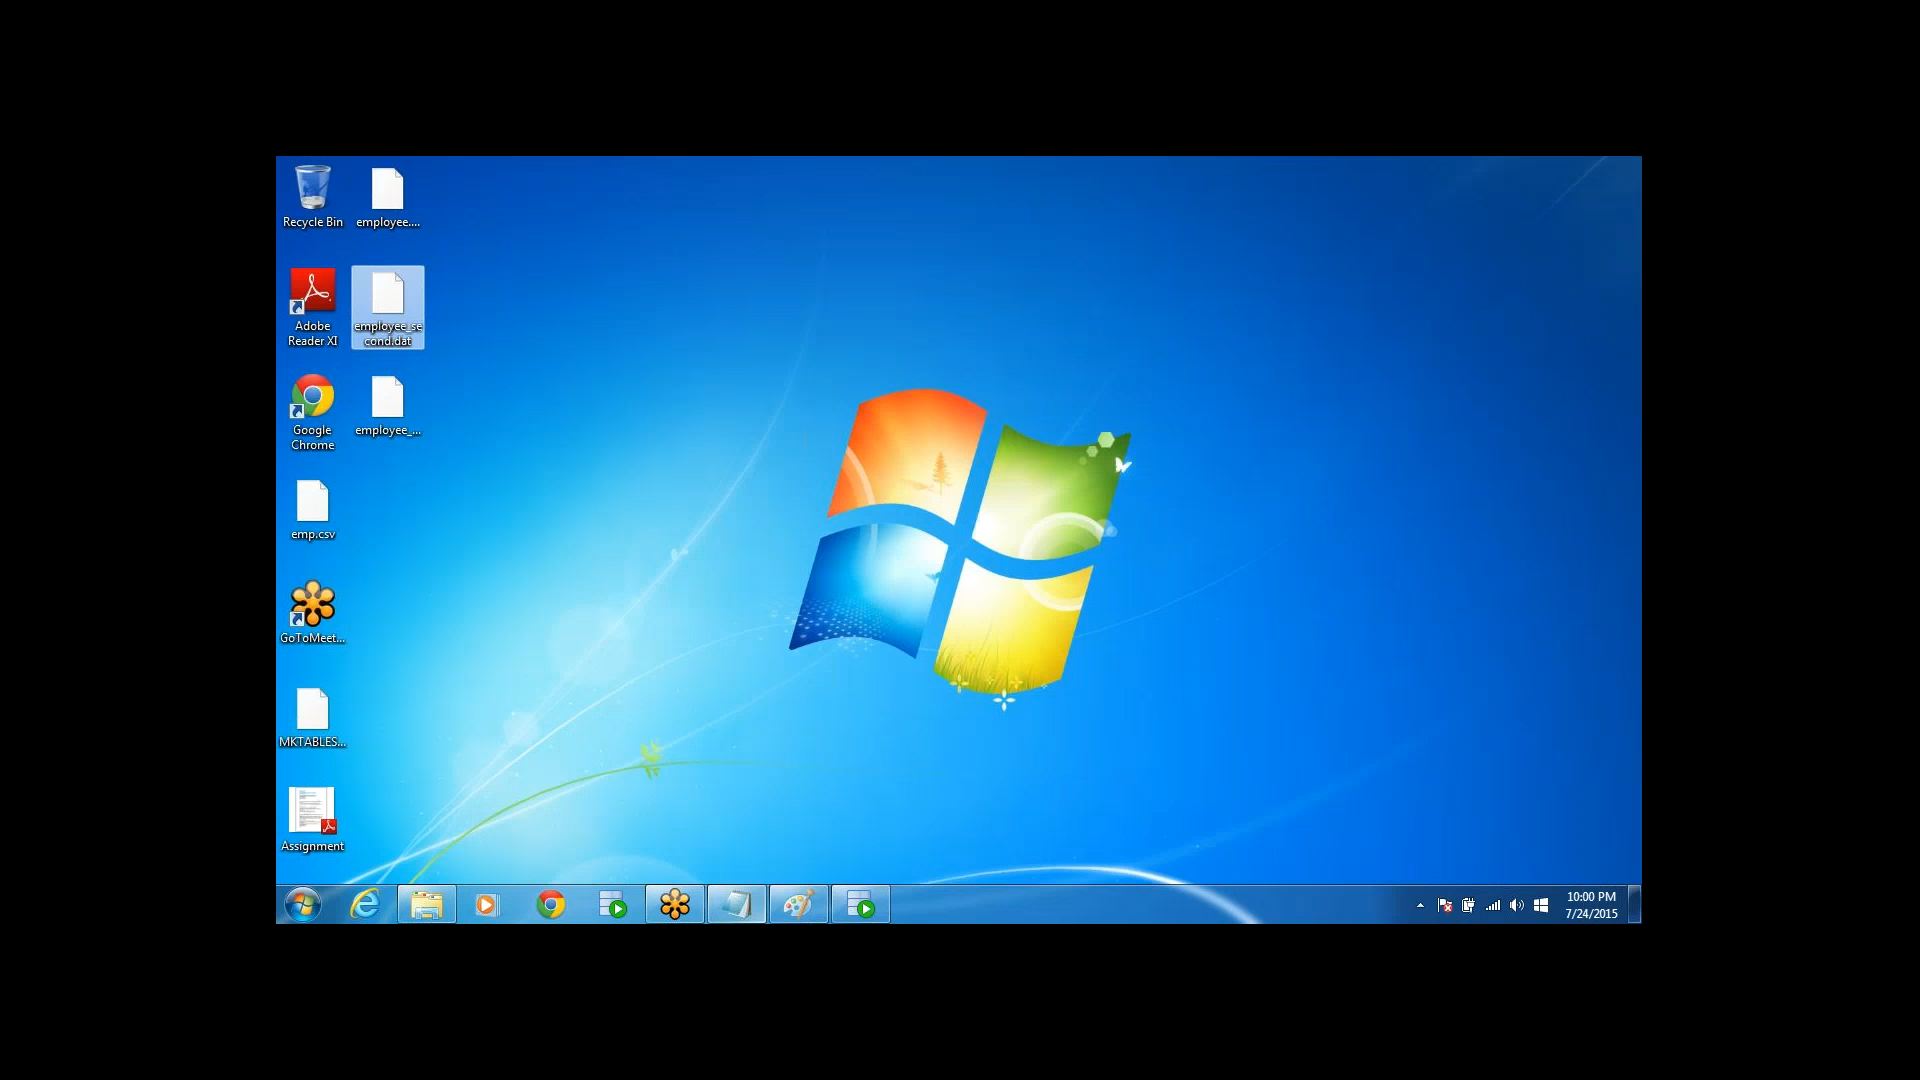 Recycle Bin
employee....
Adobe
Reader XI
employee_se
cond.dat
Google
Chrome
employee_...
emp.csv
GoToMeet...
MKTABLES...
Assignment
10:00 PM
7/24/2015